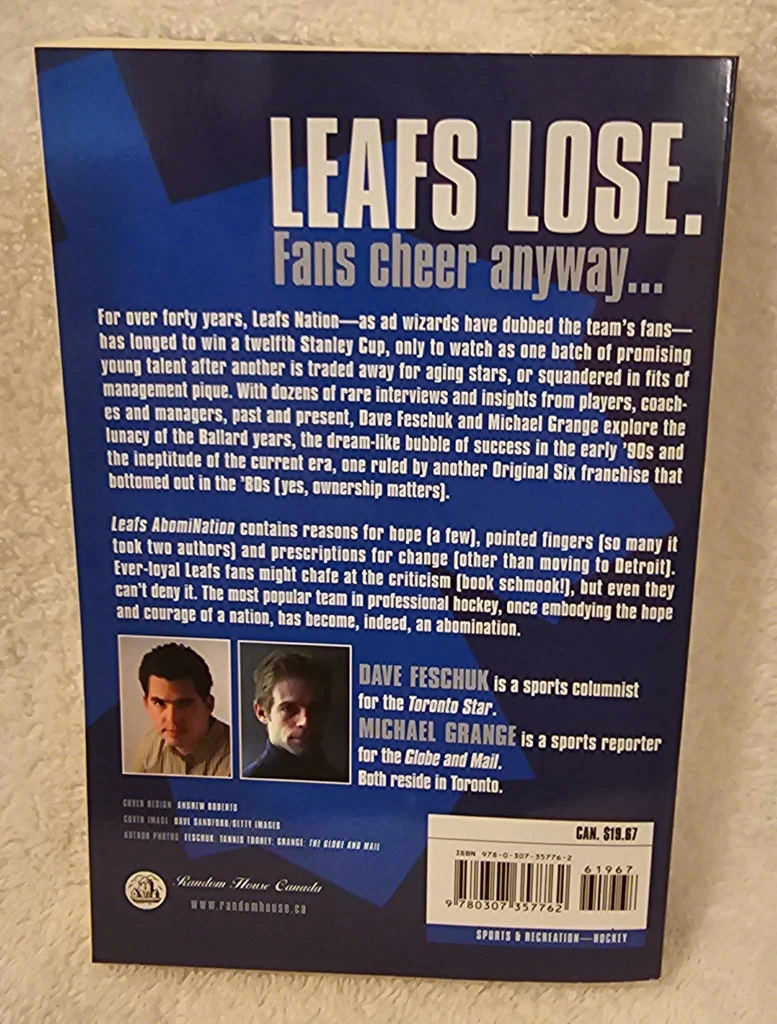 LEAFS LOSE.
Fans cheer anyway...
For over forty years, Leafs Nation—as ad wizards have dubbed the team's fans—
has longed to win a twelfth Stanley Cup, only to watch as one batch of promising
young talent after another is traded away for aging stars, or squandered in fits of
management pique. With dozens of rare interviews and insights from players, coach-
es and managers, past and present, Dave Feschuk and Michael Grange explore the
lunacy of the Ballard years, the dream-like bubble of success in the early '90s and
the ineptitude of the current era, one ruled by another Original Six franchise that
bottomed out in the '80s (yes, ownership matters).
Leafs AbomiNation contains reasons for hope (a few), pointed fingers (so many it
took two authors) and prescriptions for change (other than moving to Detroit).
Ever-loyal Leafs fans might chafe at the criticism (book schmook!), but even they
can't deny it. The most popular team in professional hockey, once embodying the hope
and courage of a nation, has become, indeed, an abomination.
DAVE FESCHUK is a sports columnist
for the Toronto Star.
MICHAEL GRANGE is a sports reporter
for the Globe and Mail.
Both reside in Toronto.
COVER DESIGN ANDREW ROBERTS
COVER IMAGE DAVE SANDFORD/GETTY IMAGES
AUTHOR PHOTOS FESCHUK: TANNIS TOOHEY; GRANGE: THE GLOBE AND MAIL
Random House Canada
www.randomhouse.ca
CAN. $19.67
ISBN 978-0-307-35776-2
61967
9 780307 357762
SPORTS & RECREATION—HOCKEY